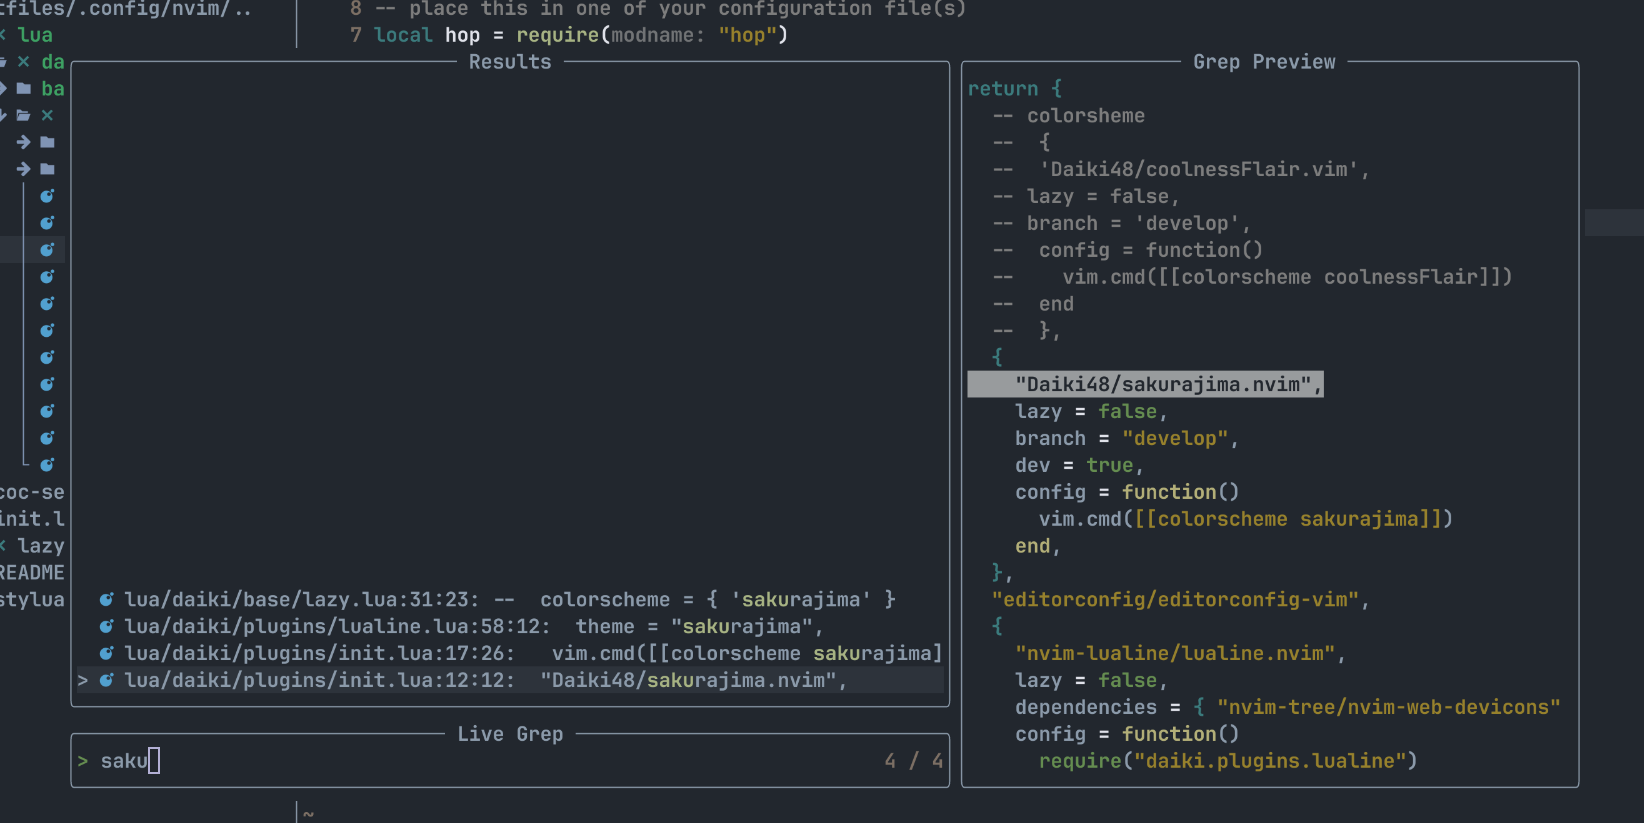 tfiles/.config/nvim/..
lua
da
ba
coc-se
init.l
lazy
README
stylua
8 -- place this in one of your configuration file(s)
7 local hop = require(modname: "hop")
Results
lua/daiki/base/lazy.lua:31:23: -- colorscheme = { 'sakurajima' }
lua/daiki/plugins/lualine.lua:58:12: theme = "sakurajima",
lua/daiki/plugins/init.lua:17:26: vim.cmd([[colorscheme sakurajima]
> lua/daiki/plugins/init.lua:12:12: "Daiki48/sakurajima.nvim",
Live Grep
> saku 4 / 4
~
Grep Preview
return {
-- colorsheme
-- {
-- 'Daiki48/coolnessFlair.vim',
-- lazy = false,
-- branch = 'develop',
-- config = function()
-- vim.cmd([[colorscheme coolnessFlair]])
-- end
-- },
{
"Daiki48/sakurajima.nvim",
lazy = false,
branch = "develop",
dev = true,
config = function()
vim.cmd([[colorscheme sakurajima]])
end,
},
"editorconfig/editorconfig-vim",
{
"nvim-lualine/lualine.nvim",
lazy = false,
dependencies = { "nvim-tree/nvim-web-devicons"
config = function()
require("daiki.plugins.lualine")